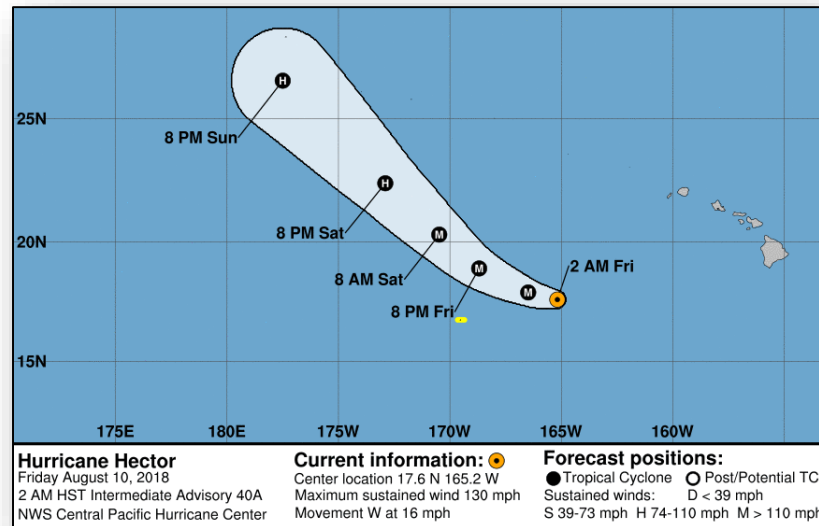 25N
20N
15N
175E 180E 175W 170W 165W 160W
H
8 PM Sun
H
8 PM Sat
M
8 AM Sat
M
8 PM Fri
M
2 AM Fri
Hurricane Hector
Friday August 10, 2018
2 AM HST Intermediate Advisory 40A
NWS Central Pacific Hurricane Center
Current information:
Center location 17.6 N 165.2 W
Maximum sustained wind 130 mph
Movement W at 16 mph
Forecast positions:
Tropical Cyclone Post/Potential TC
Sustained winds: D < 39 mph
S 39-73 mph H 74-110 mph M > 110 mph